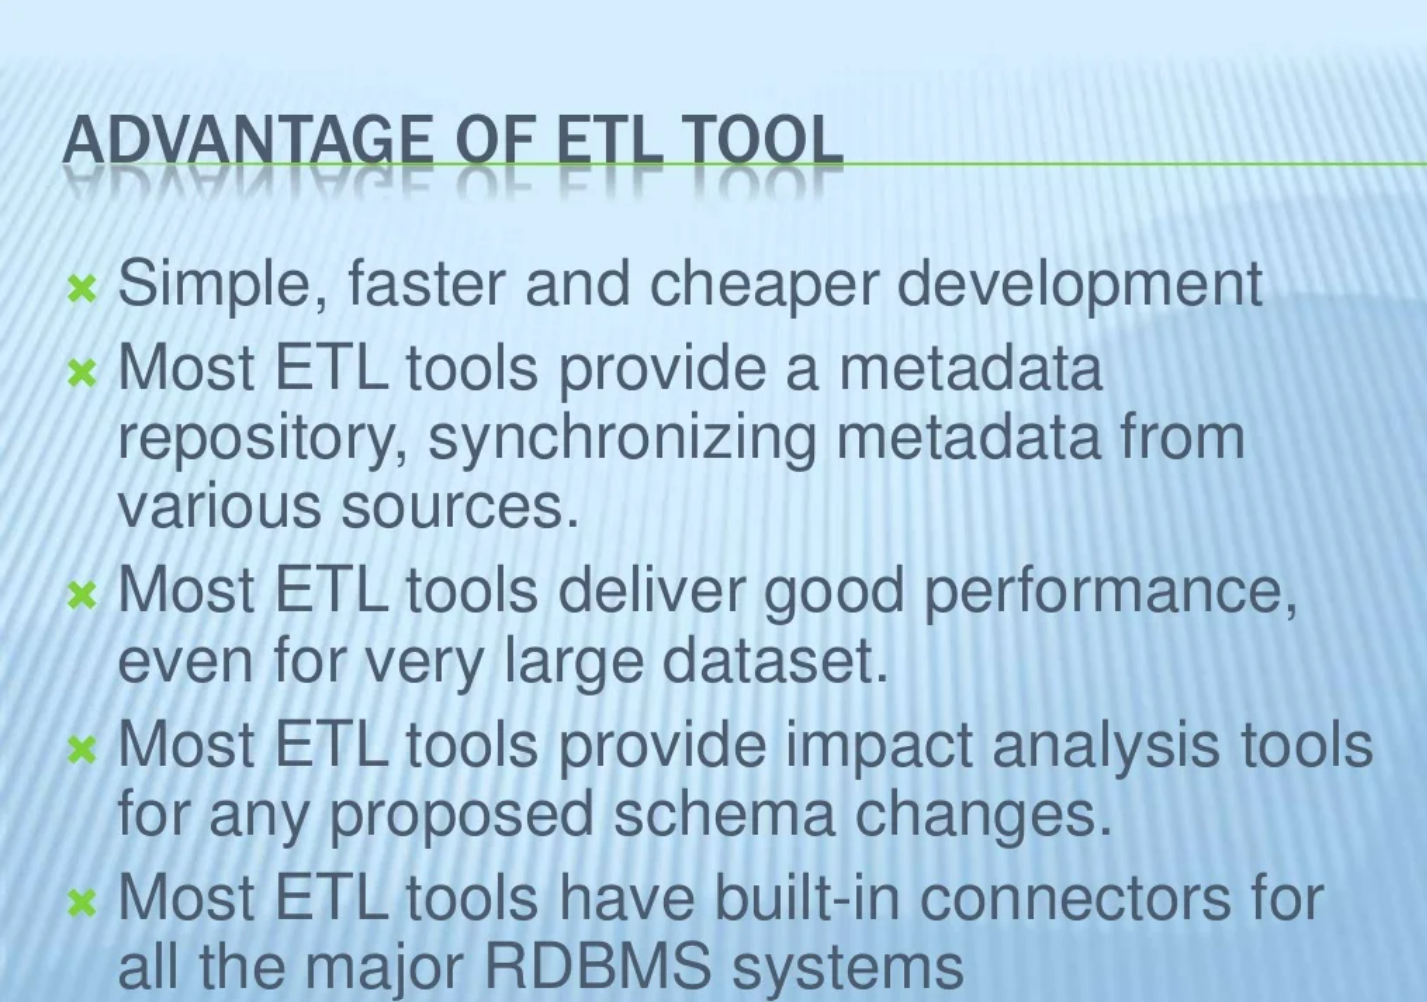 ADVANTAGE OF ETL TOOL
Simple, faster and cheaper development
Most ETL tools provide a metadata
repository, synchronizing metadata from
various sources.
Most ETL tools deliver good performance,
even for very large dataset.
Most ETL tools provide impact analysis tools
for any proposed schema changes.
Most ETL tools have built-in connectors for
all the major RDBMS systems